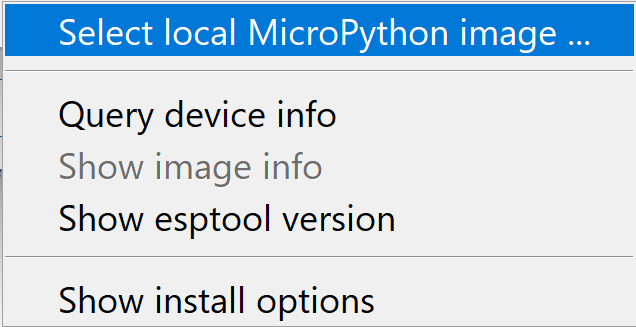 Select local MicroPython image ...
Query device info
Show image info
Show esptool version
Show install options